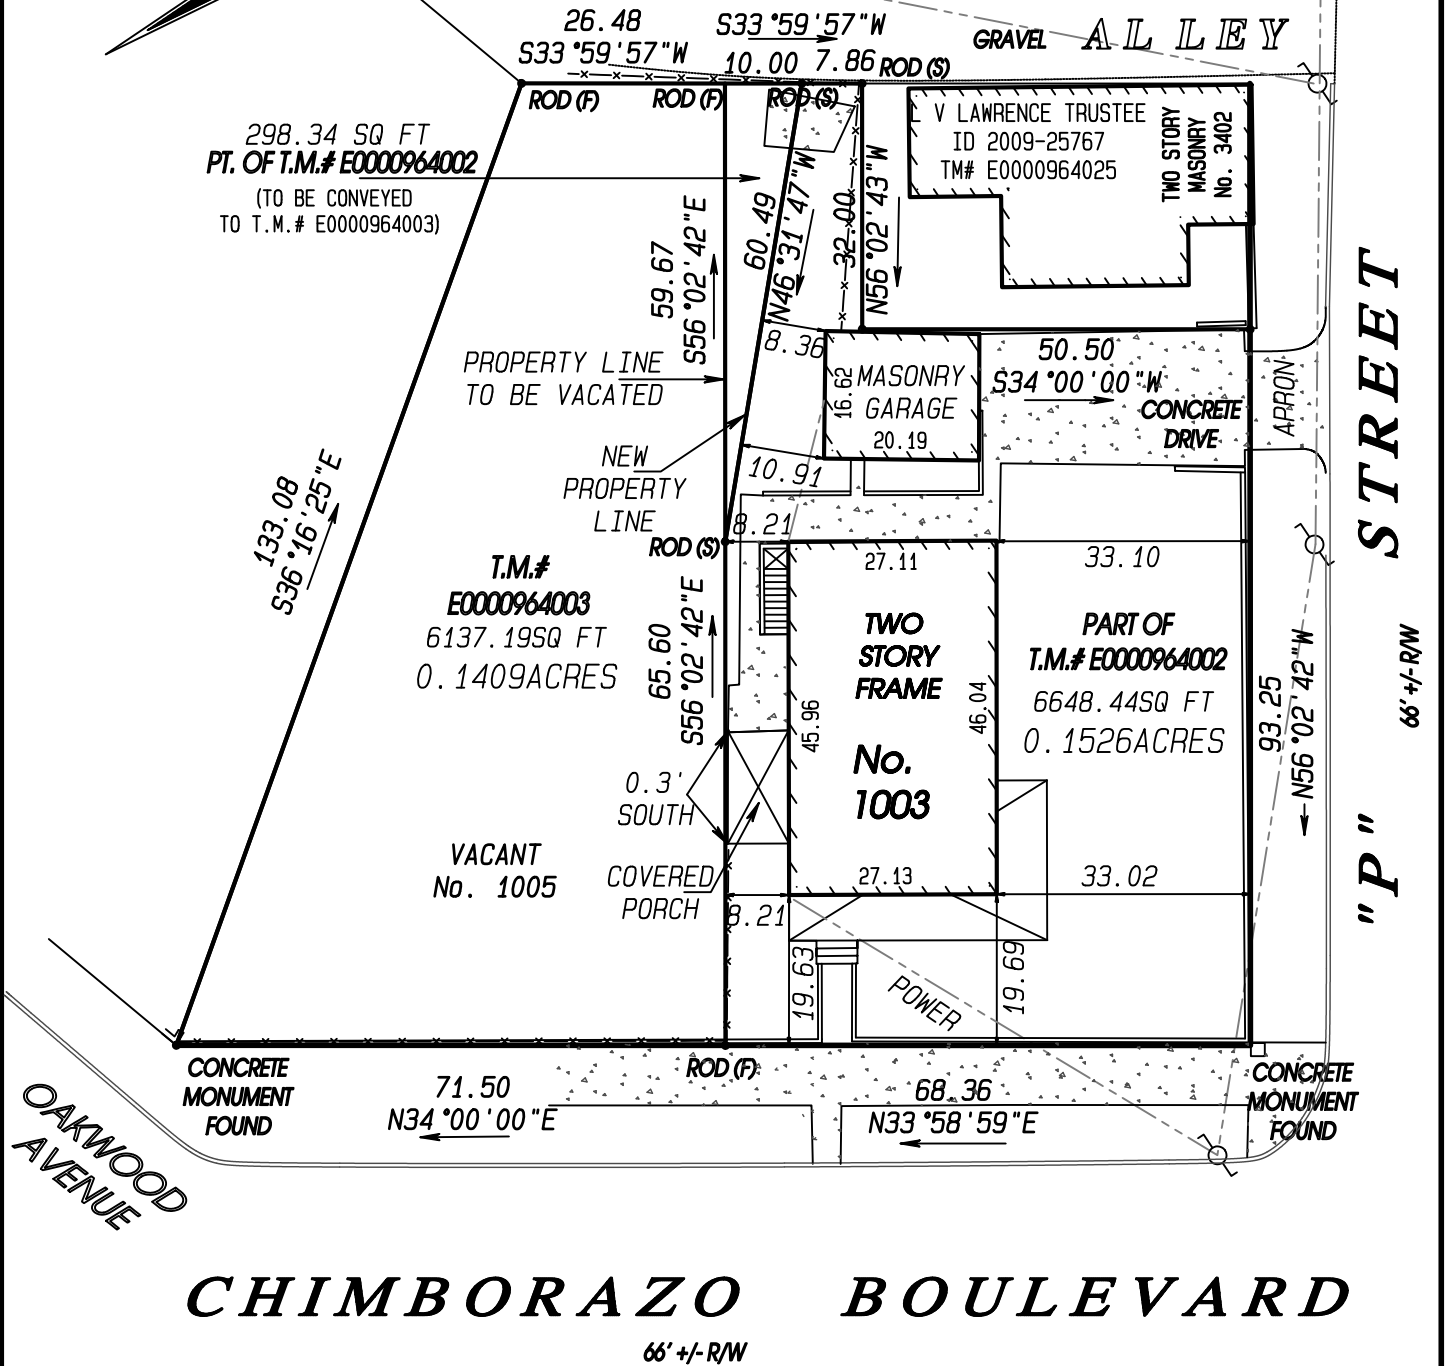 26.48
S33°59'57"W
S33°59'57"W
10.00 7.86
ROD (S)
GRAVEL
ALLEY
ROD (F)
ROD (F)
ROD (S)
298.34 SQ FT
PT. OF T.M.# E0000964002
(TO BE CONVEYED
TO T.M.# E0000964003)
L V LAWRENCE TRUSTEE
ID 2009-25767
TM# E0000964025
TWO STORY
MASONRY
No. 3402
59.67
S56°02'42"E
60.49
N46°31'47"W
32.00
N56°02'43"W
8.36
PROPERTY LINE
TO BE VACATED
16.62
MASONRY
GARAGE
20.19
50.50
S34°00'00"W
CONCRETE
DRIVE
APRON
STREET
NEW
PROPERTY
LINE
10.91
8.21
133.08
S36°16'25"E
ROD (S)
27.11
33.10
T.M.#
E0000964003
6137.19SQ FT
0.1409ACRES
65.60
S56°02'42"E
TWO
STORY
FRAME
No.
1003
45.96
46.04
PART OF
T.M.# E0000964002
6648.44SQ FT
0.1526ACRES
93.25
N56°02'42"W
66' +/- R/W
0.3'
SOUTH
VACANT
No. 1005
COVERED
PORCH
27.13
33.02
8.21
"P"
19.63
19.69
POWER
CONCRETE
MONUMENT
FOUND
ROD (F)
71.50
N34°00'00"E
68.36
N33°58'59"E
CONCRETE
MONUMENT
FOUND
OAKWOOD
AVENUE
CHIMBORAZO BOULEVARD
66' +/- R/W